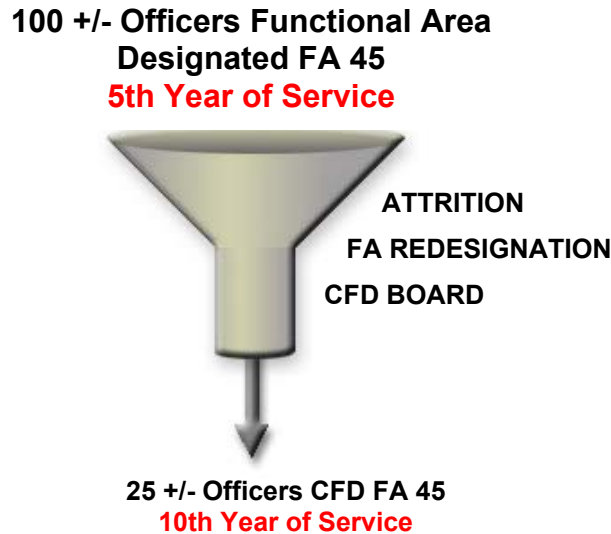 100 +/- Officers Functional Area
Designated FA 45
5th Year of Service
ATTRITION
FA REDESIGNATION
CFD BOARD
25 +/- Officers CFD FA 45
10th Year of Service